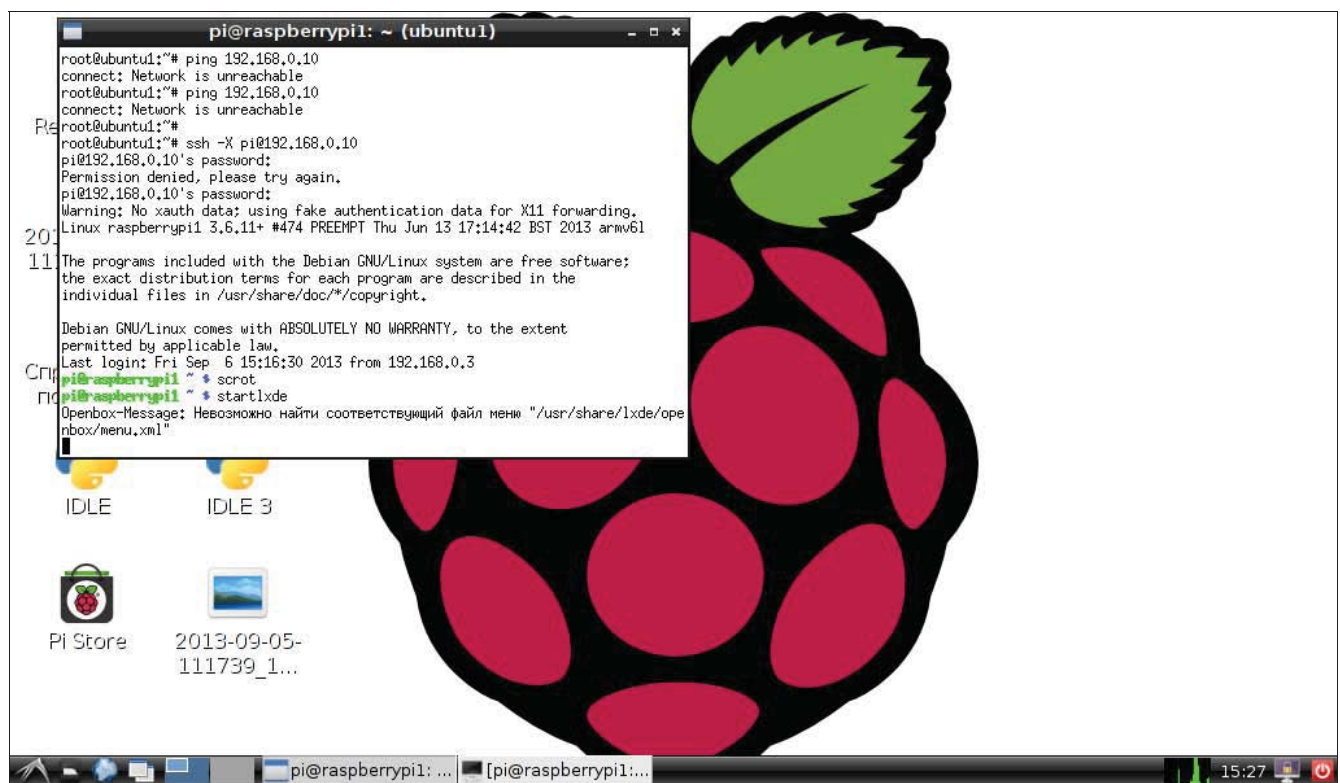 pi@raspberrypi1: ~ (ubuntu1)
root@ubuntu1:~# ping 192.168.0.10
connect: Network is unreachable
root@ubuntu1:~# ping 192.168.0.10
connect: Network is unreachable
root@ubuntu1:~#
root@ubuntu1:~# ssh -X pi@192.168.0.10
pi@192.168.0.10's password:
Permission denied, please try again.
pi@192.168.0.10's password:
Warning: No xauth data; using fake authentication data for X11 forwarding.
Linux raspberrypi1 3.6.11+ #474 PREEMPT Thu Jun 13 17:14:42 BST 2013 armv6l
The programs included with the Debian GNU/Linux system are free software;
the exact distribution terms for each program are described in the
individual files in /usr/share/doc/*/copyright.
Debian GNU/Linux comes with ABSOLUTELY NO WARRANTY, to the extent
permitted by applicable law.
Last login: Fri Sep  6 15:16:30 2013 from 192.168.0.3
pi@raspberrypi1 ~ $ scrot
pi@raspberrypi1 ~ $ startlxde
Openbox-Message: Невозможно найти соответствующий файл меню "/usr/share/lxde/ope
nbox/menu.xml"
IDLE
IDLE 3
Pi Store
2013-09-05-
111739_1...
pi@raspberrypi1: ...
[pi@raspberrypi1:...
15:27